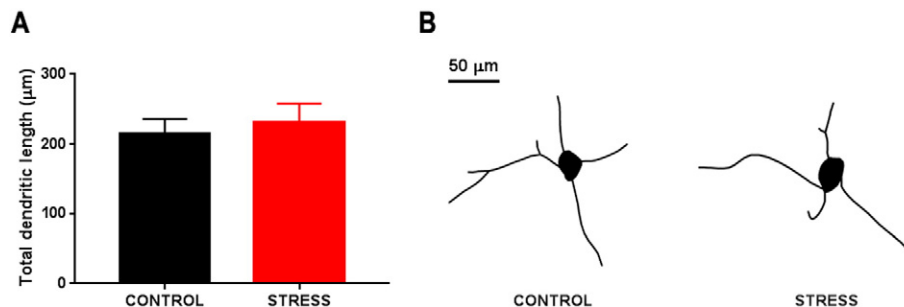 A
Total dendritic length (µm)
300
200
100
0
CONTROL
STRESS
B
50 µm
CONTROL
STRESS